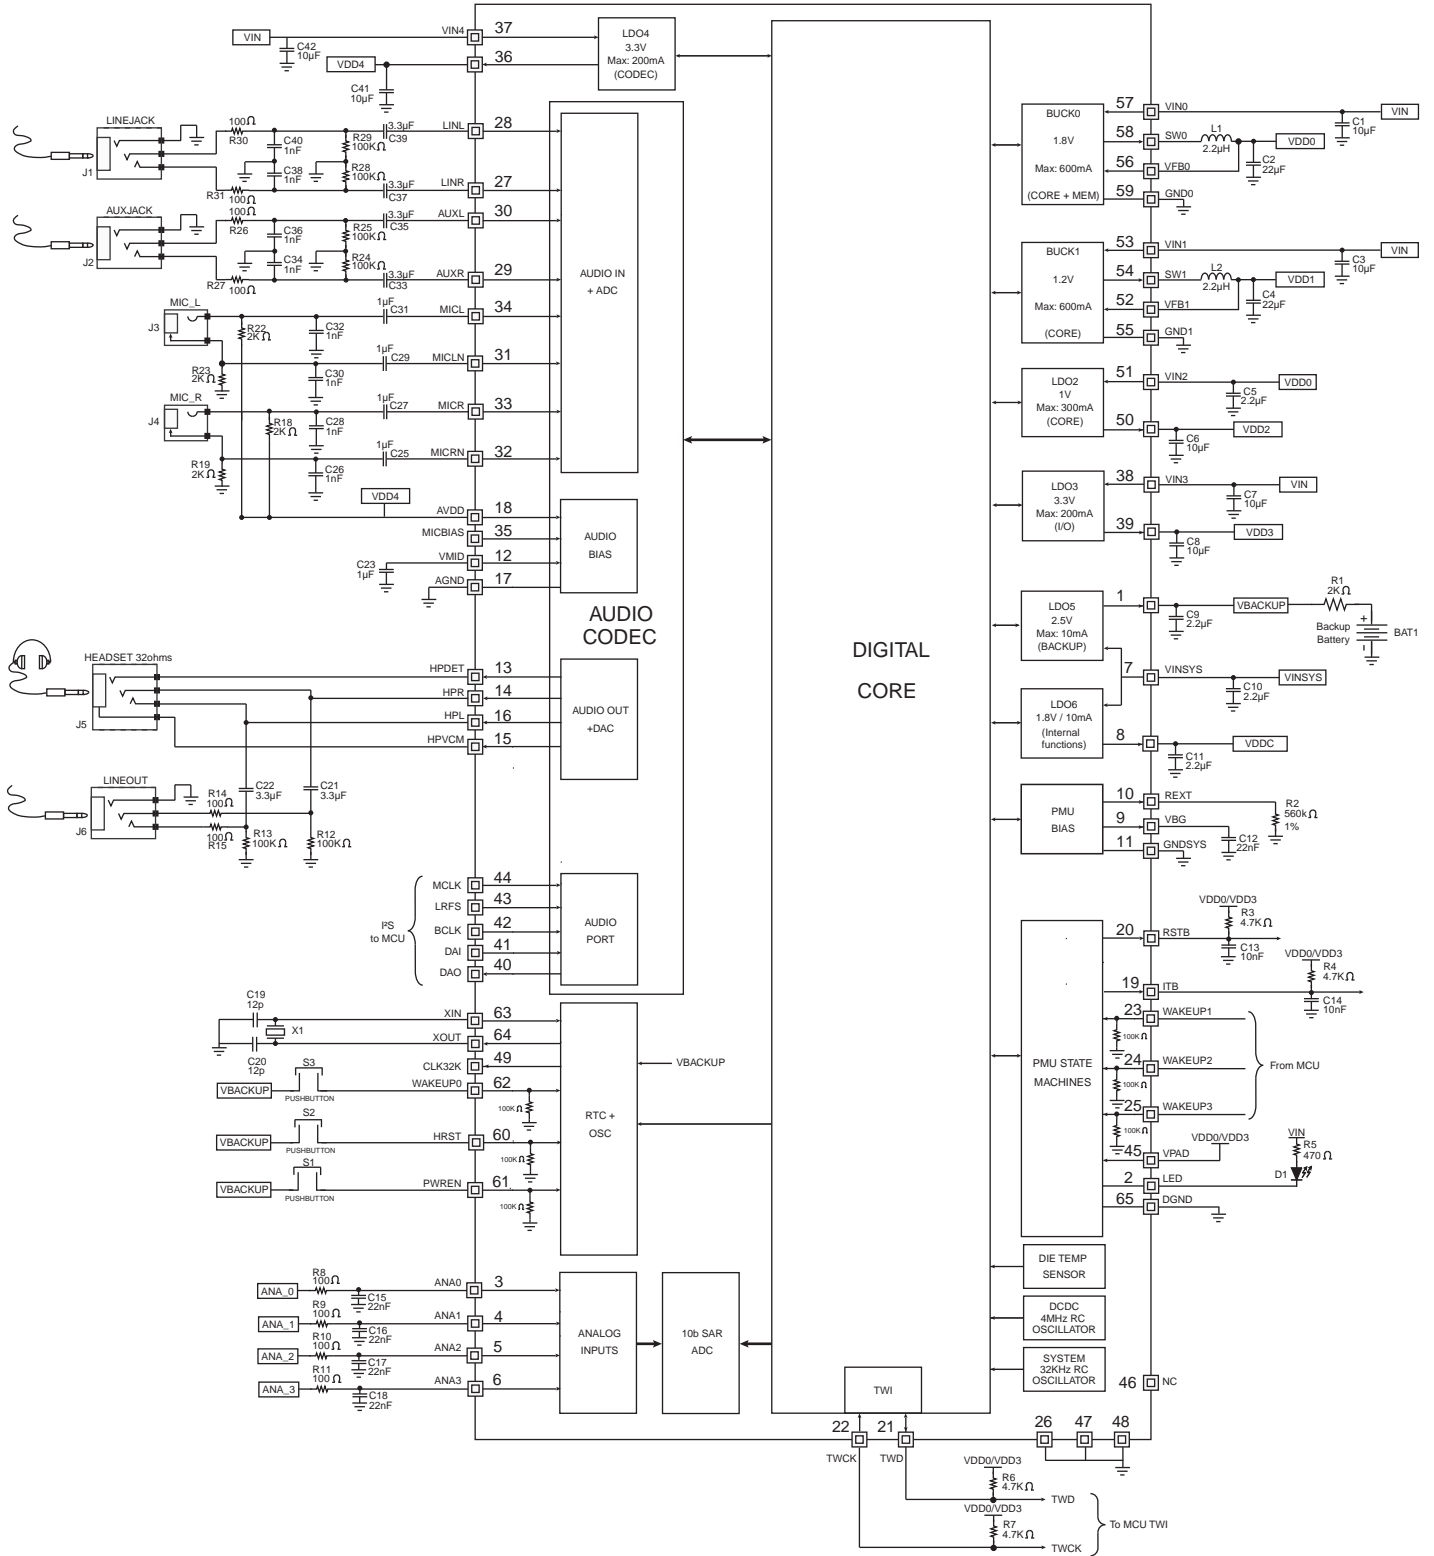 VIN
C42
10µF
VIN4
37
VDD4
C41
10µF
36
LDO4
3.3V
Max: 200mA
(CODEC)
LINEJACK
J1
100Ω
R30
C40
1nF
C38
1nF
R29
100KΩ
R28
100KΩ
3.3µF
C39
LINL
28
R31
100Ω
3.3µF
C37
LINR
27
AUXJACK
J2
100Ω
R26
C36
1nF
C34
1nF
R25
100KΩ
R24
100KΩ
3.3µF
C35
AUXL
30
R27
100Ω
3.3µF
C33
AUXR
29
AUDIO IN
+ ADC
MIC_L
J3
R22
2KΩ
C32
1nF
1µF
C31
MICL
34
R23
2KΩ
C30
1nF
1µF
C29
MICLN
31
MIC_R
J4
R18
2KΩ
C28
1nF
1µF
C27
MICR
33
R19
2KΩ
C26
1nF
1µF
C25
MICRN
32
VDD4
AVDD
18
MICBIAS
35
C23
1µF
VMID
12
AGND
17
AUDIO
BIAS
AUDIO
CODEC
HEADSET 32ohms
J5
HPDET
13
HPR
14
HPL
16
HPVCM
15
AUDIO OUT
+DAC
LINEOUT
J6
R14
100Ω
100Ω
R15
C22
3.3µF
C21
3.3µF
R13
100KΩ
R12
100KΩ
I²S
to MCU
MCLK
44
LRFS
43
BCLK
42
DAI
41
DAO
40
AUDIO
PORT
C19
12p
X1
C20
12p
XIN
63
XOUT
64
CLK32K
49
VBACKUP
S3
PUSHBUTTON
WAKEUP0
62
100KΩ
VBACKUP
S2
PUSHBUTTON
HRST
60
100KΩ
VBACKUP
S1
PUSHBUTTON
PWREN
61
100KΩ
RTC +
OSC
VBACKUP
ANA_0
R8
100Ω
C15
22nF
ANA0
3
ANA_1
R9
100Ω
C16
22nF
ANA1
4
ANA_2
R10
100Ω
C17
22nF
ANA2
5
ANA_3
R11
100Ω
C18
22nF
ANA3
6
ANALOG
INPUTS
10b SAR
ADC
DIGITAL
CORE
BUCK0
1.8V
Max: 600mA
(CORE + MEM)
57
VIN0
VIN
C1
10µF
58
SW0
L1
2.2µH
VDD0
C2
22µF
56
VFB0
59
GND0
BUCK1
1.2V
Max: 600mA
(CORE)
53
VIN1
VIN
C3
10µF
54
SW1
L2
2.2µH
VDD1
C4
22µF
52
VFB1
55
GND1
LDO2
1V
Max: 300mA
(CORE)
51
VIN2
VDD0
C5
2.2µF
50
VDD2
C6
10µF
LDO3
3.3V
Max: 200mA
(I/O)
38
VIN3
VIN
C7
10µF
39
VDD3
C8
10µF
LDO5
2.5V
Max: 10mA
(BACKUP)
1
C9
2.2µF
VBACKUP
R1
2KΩ
+
-
Backup
Battery
BAT1
7
VINSYS
VINSYS
C10
2.2µF
LDO6
1.8V / 10mA
(Internal
functions)
8
VDDC
C11
2.2µF
PMU
BIAS
10
REXT
R2
560kΩ
1%
9
VBG
C12
22nF
11
GNDSYS
PMU STATE
MACHINES
20
RSTB
VDD0/VDD3
R3
4.7KΩ
C13
10nF
19
ITB
VDD0/VDD3
R4
4.7KΩ
C14
10nF
23
WAKEUP1
100KΩ
24
WAKEUP2
100KΩ
25
WAKEUP3
100KΩ
From MCU
45
VPAD
VDD0/VDD3
VIN
R5
470Ω
D1
2
LED
65
DGND
DIE TEMP
SENSOR
DCDC
4MHz RC
OSCILLATOR
SYSTEM
32KHz RC
OSCILLATOR
46
NC
TWI
22
TWCK
21
TWD
26
47
48
VDD0/VDD3
R6
4.7KΩ
TWD
VDD0/VDD3
R7
4.7KΩ
TWCK
To MCU TWI